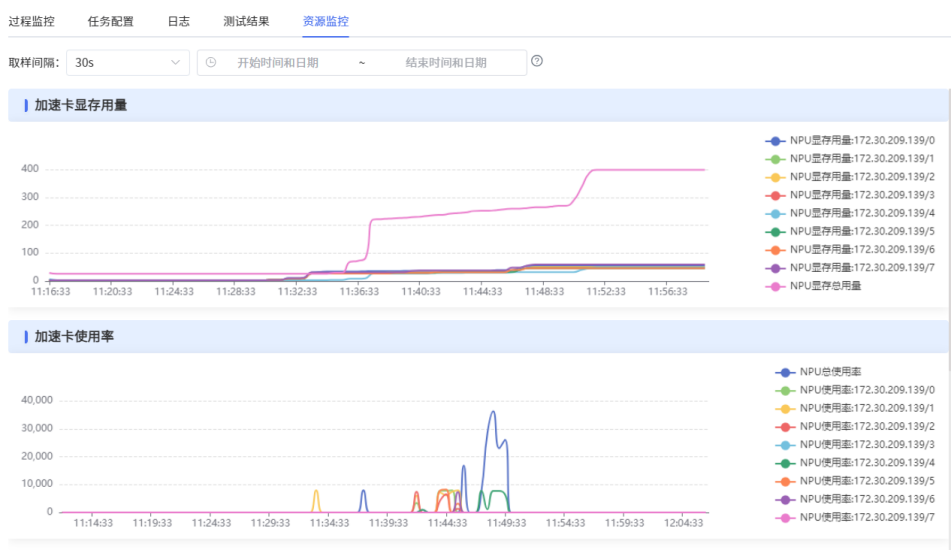 过程监控 任务配置 日志 测试结果 资源监控
取样间隔: 30s 开始时间和日期 ~ 结束时间和日期
加速卡显存用量
400
300
200
100
0
11:16:33 11:20:33 11:24:33 11:28:33 11:32:33 11:36:33 11:40:33 11:44:33 11:48:33 11:52:33 11:56:33
NPU显存用量:172.30.209.139/0
NPU显存用量:172.30.209.139/1
NPU显存用量:172.30.209.139/2
NPU显存用量:172.30.209.139/3
NPU显存用量:172.30.209.139/4
NPU显存用量:172.30.209.139/5
NPU显存用量:172.30.209.139/6
NPU显存用量:172.30.209.139/7
NPU显存总用量
加速卡使用率
40,000
30,000
20,000
10,000
0
11:14:33 11:19:33 11:24:33 11:29:33 11:34:33 11:39:33 11:44:33 11:49:33 11:54:33 11:59:33 12:04:33
NPU总使用率
NPU使用率:172.30.209.139/0
NPU使用率:172.30.209.139/1
NPU使用率:172.30.209.139/2
NPU使用率:172.30.209.139/3
NPU使用率:172.30.209.139/4
NPU使用率:172.30.209.139/5
NPU使用率:172.30.209.139/6
NPU使用率:172.30.209.139/7